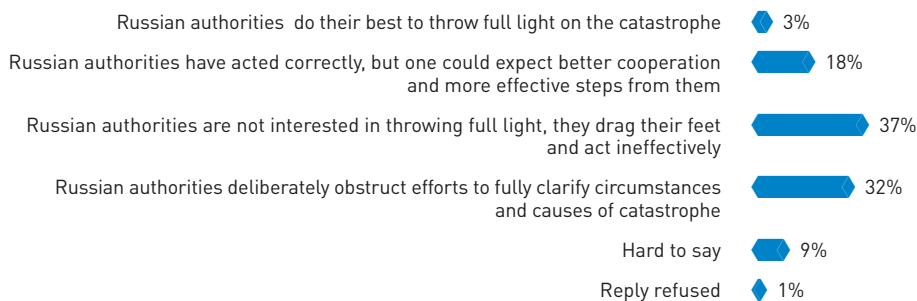 Russian authorities do their best to throw full light on the catastrophe 3%
Russian authorities have acted correctly, but one could expect better cooperation
and more effective steps from them 18%
Russian authorities are not interested in throwing full light, they drag their feet
and act ineffectively 37%
Russian authorities deliberately obstruct efforts to fully clarify circumstances
and causes of catastrophe 32%
Hard to say 9%
Reply refused 1%